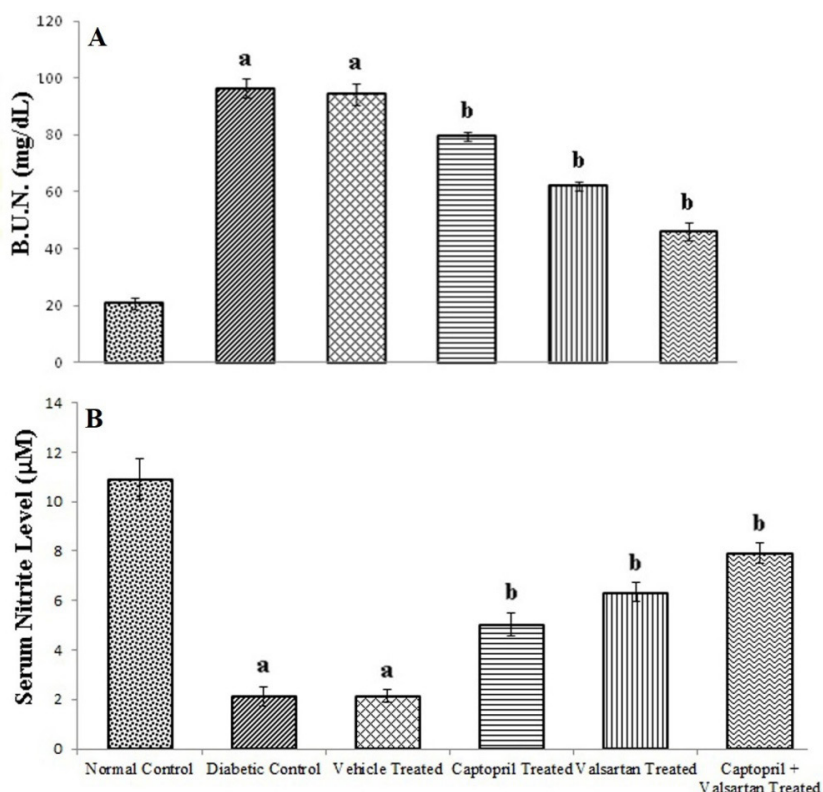 A
B.U.N. (mg/dL)
120
100
80
60
40
20
0
a
a
b
b
b
B
Serum Nitrite Level (µM)
14
12
10
8
6
4
2
0
a
a
b
b
b
Normal Control Diabetic Control Vehicle Treated Captopril Treated Valsartan Treated Captopril +
Valsartan Treated